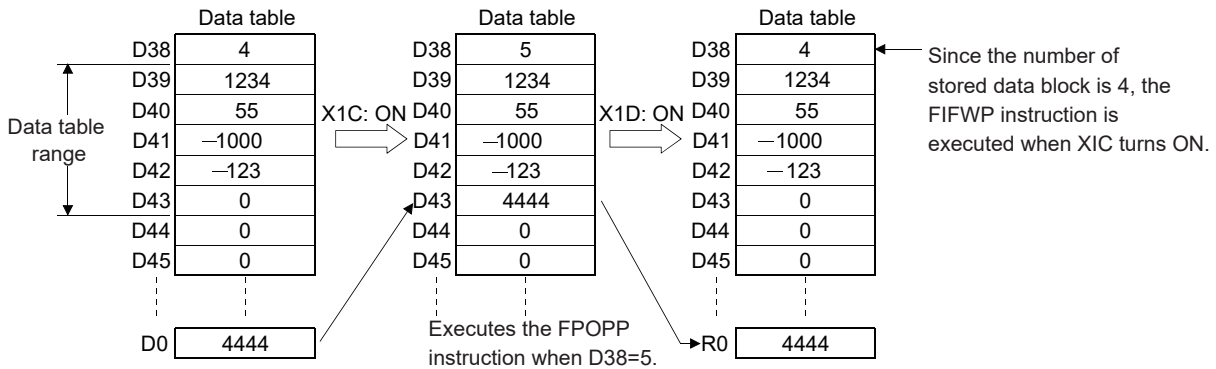 Data table Data table Data table
D38 4 D38 5 D38 4
D39 1234 D39 1234 D39 1234
D40 55 D40 55 D40 55
D41 —1000 D41 —1000 D41 —1000
D42 —123 D42 —123 D42 —123
D43 0 D43 4444 D43 0
D44 0 D44 0 D44 0
D45 0 D45 0 D45 0
Data table
range
X1C: ON
X1D: ON
Since the number of
stored data block is 4, the
FIFWP instruction is
executed when XIC turns ON.
D0 4444
Executes the FPOPP
instruction when D38=5.
R0 4444